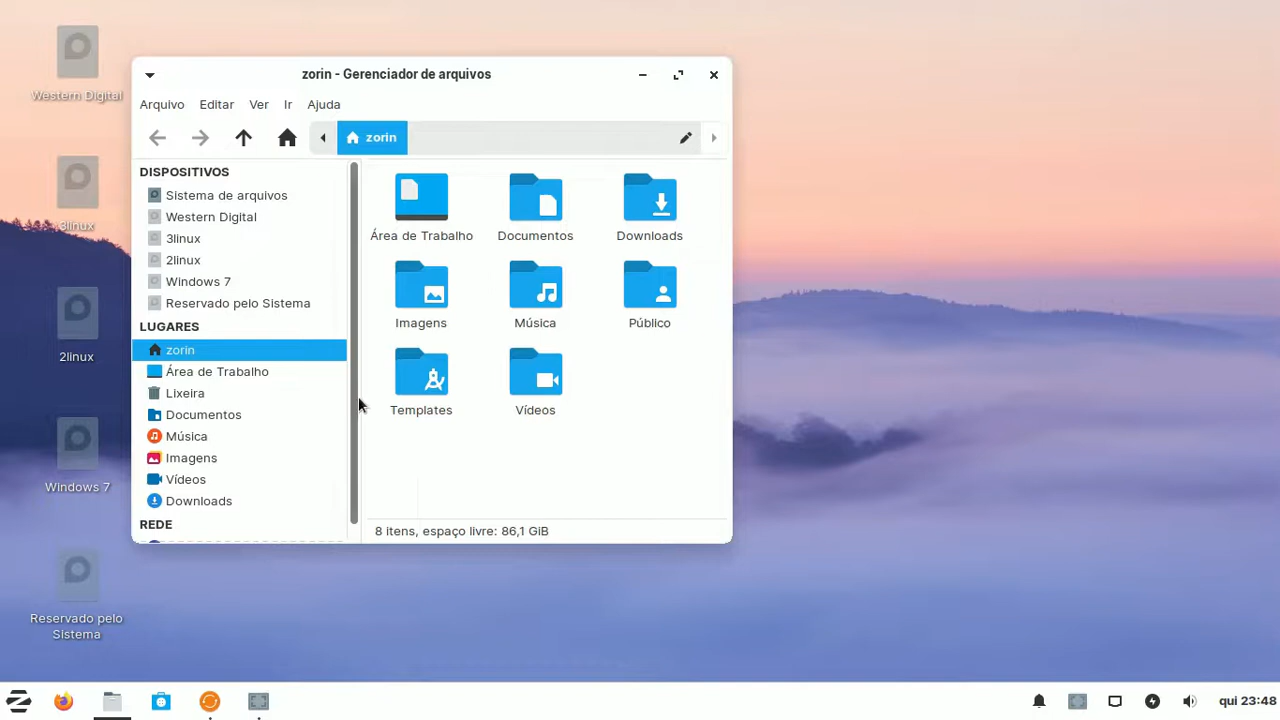 Western Digital
3linux
2linux
Windows 7
Reservado pelo
Sistema
zorin - Gerenciador de arquivos
Arquivo Editar Ver Ir Ajuda
zorin
DISPOSITIVOS
Sistema de arquivos
Western Digital
3linux
2linux
Windows 7
Reservado pelo Sistema
LUGARES
zorin
Área de Trabalho
Lixeira
Documentos
Música
Imagens
Vídeos
Downloads
REDE
Área de Trabalho Documentos Downloads
Imagens Música Público
Templates Vídeos
8 itens, espaço livre: 86,1 GiB
qui 23:48